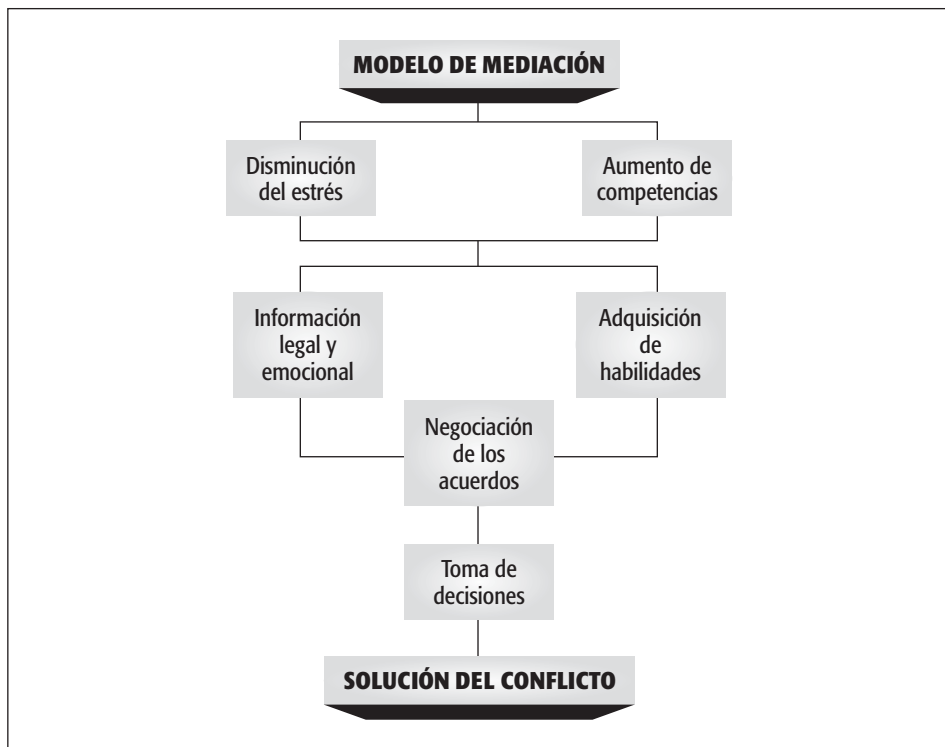 MODELO DE MEDIACIÓN
Disminución
del estrés
Aumento de
competencias
Información
legal y
emocional
Adquisición
de
habilidades
Negociación
de los
acuerdos
Toma de
decisiones
SOLUCIÓN DEL CONFLICTO